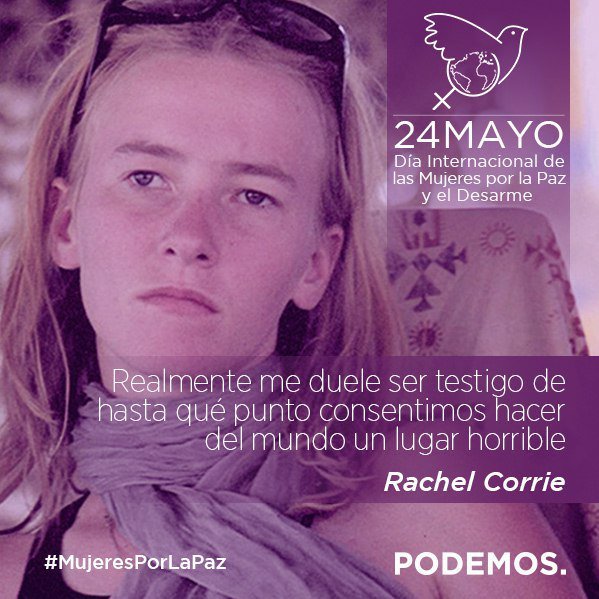 24MAYO
Día Internacional de
las Mujeres por la Paz
y el Desarme
Realmente me duele ser testigo de
hasta qué punto consentimos hacer
del mundo un lugar horrible
Rachel Corrie
#MujeresPorLaPaz
PODEMOS.